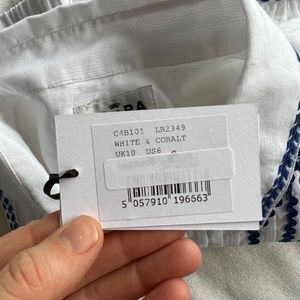 C4B101 LB2349
WHITE & COBALT
UK10 US6
5 057910 196663